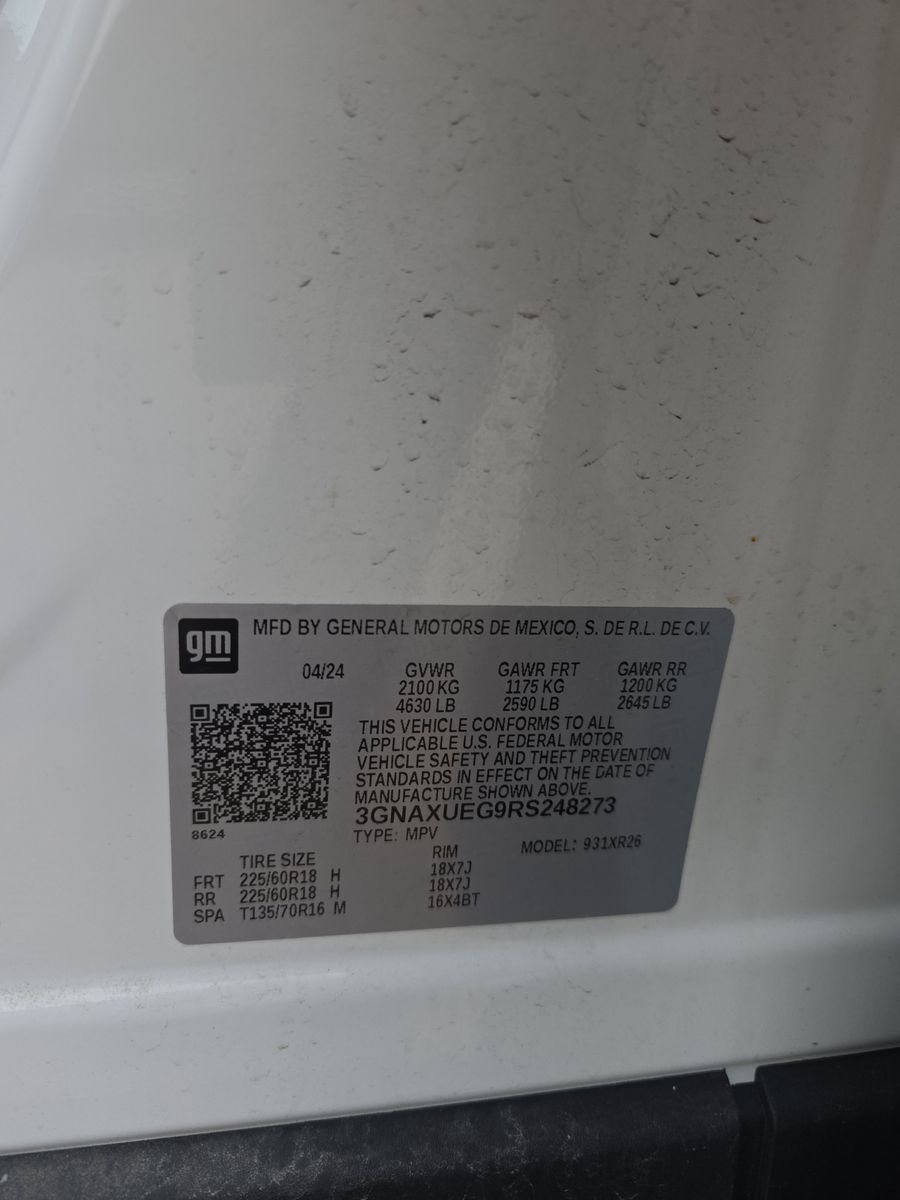 gm
MFD BY GENERAL MOTORS DE MEXICO, S. DE R.L. DE C.V.
04/24 GVWR GAWR FRT GAWR RR
2100 KG 1175 KG 1200 KG
4630 LB 2590 LB 2645 LB
THIS VEHICLE CONFORMS TO ALL
APPLICABLE U.S. FEDERAL MOTOR
VEHICLE SAFETY AND THEFT PREVENTION
STANDARDS IN EFFECT ON THE DATE OF
MANUFACTURE SHOWN ABOVE.
3GNAXUEG9RS248273
8624
TYPE: MPV MODEL: 931XR26
TIRE SIZE RIM
FRT 225/60R18 H 18X7J
RR 225/60R18 H 18X7J
SPA T135/70R16 M 16X4BT